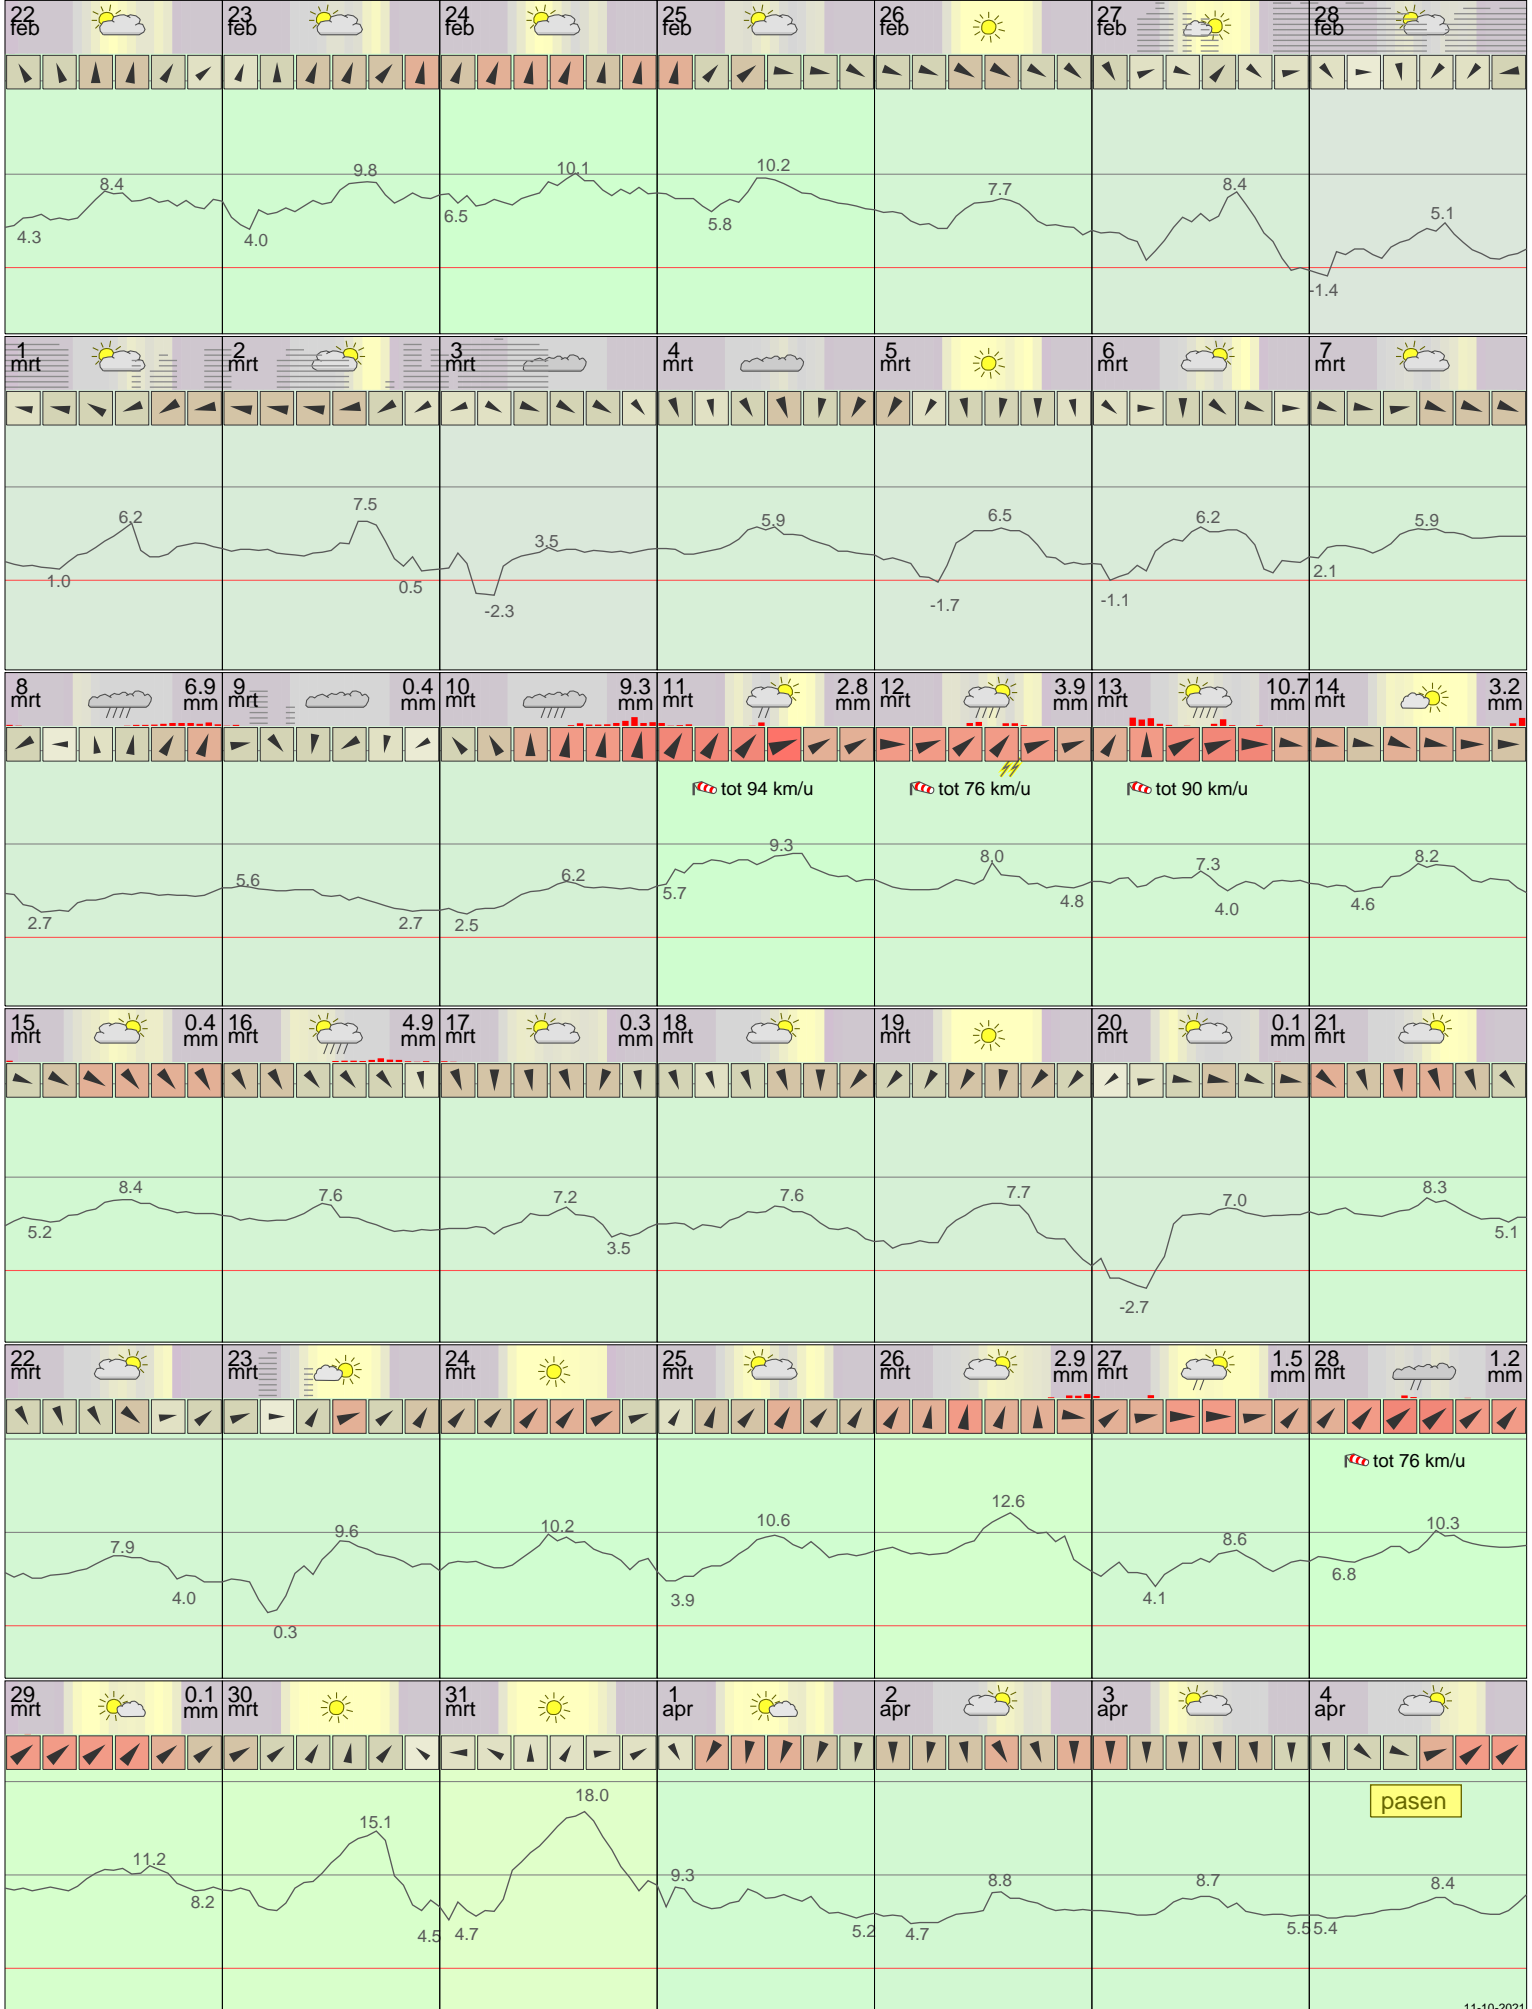 22 23 24 25 26 27 28
feb feb feb feb feb feb feb
8.4 9.8 10.1 10.2 7.7 8.4 5.1
4.3 4.0 6.5 5.8 -1.4
1 2 3 4 5 6 7
mrt mrt mrt mrt mrt mrt mrt
6.2 7.5 3.5 5.9 6.5 6.2 5.9
1.0 0.5 -2.3 -1.7 -1.1 2.1
8 6.9 9 0.4 10 9.3 11 2.8 12 3.9 13 10.7 14 3.2
mrt mm mrt mm mrt mm mrt mm mrt mm mrt mm mrt mm
tot 94 km/u tot 76 km/u tot 90 km/u
5.6 6.2 9.3 8.0 7.3 8.2
2.7 2.7 2.5 5.7 4.8 4.0 4.6
15 0.4 16 4.9 17 0.3 18 19 20 0.1 21
mrt mm mrt mm mrt mm mrt mrt mrt mm mrt
8.4 7.6 7.2 7.6 7.7 7.0 8.3
5.2 3.5 -2.7 5.1
22 23 24 25 26 2.9 27 1.5 28 1.2
mrt mrt mrt mrt mrt mm mrt mm mrt mm
tot 76 km/u
7.9 9.6 10.2 10.6 12.6 8.6 10.3
4.0 0.3 3.9 4.1 6.8
29 0.1 30 31 1 2 3 4
mrt mm mrt mrt apr apr apr apr
pasen
11.2 15.1 18.0 9.3 8.8 8.7 8.4
8.2 4.5 4.7 5.2 4.7 5.5 5.4
11-10-2021